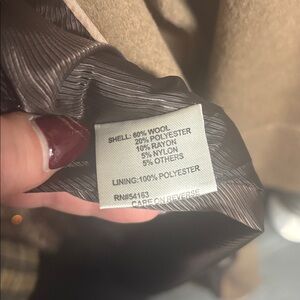 SHELL: 60% WOOL
20% POLYESTER
10% RAYON
5% NYLON
5% OTHERS
LINING:100% POLYESTER
RN#54163
CARE ON REVERSE